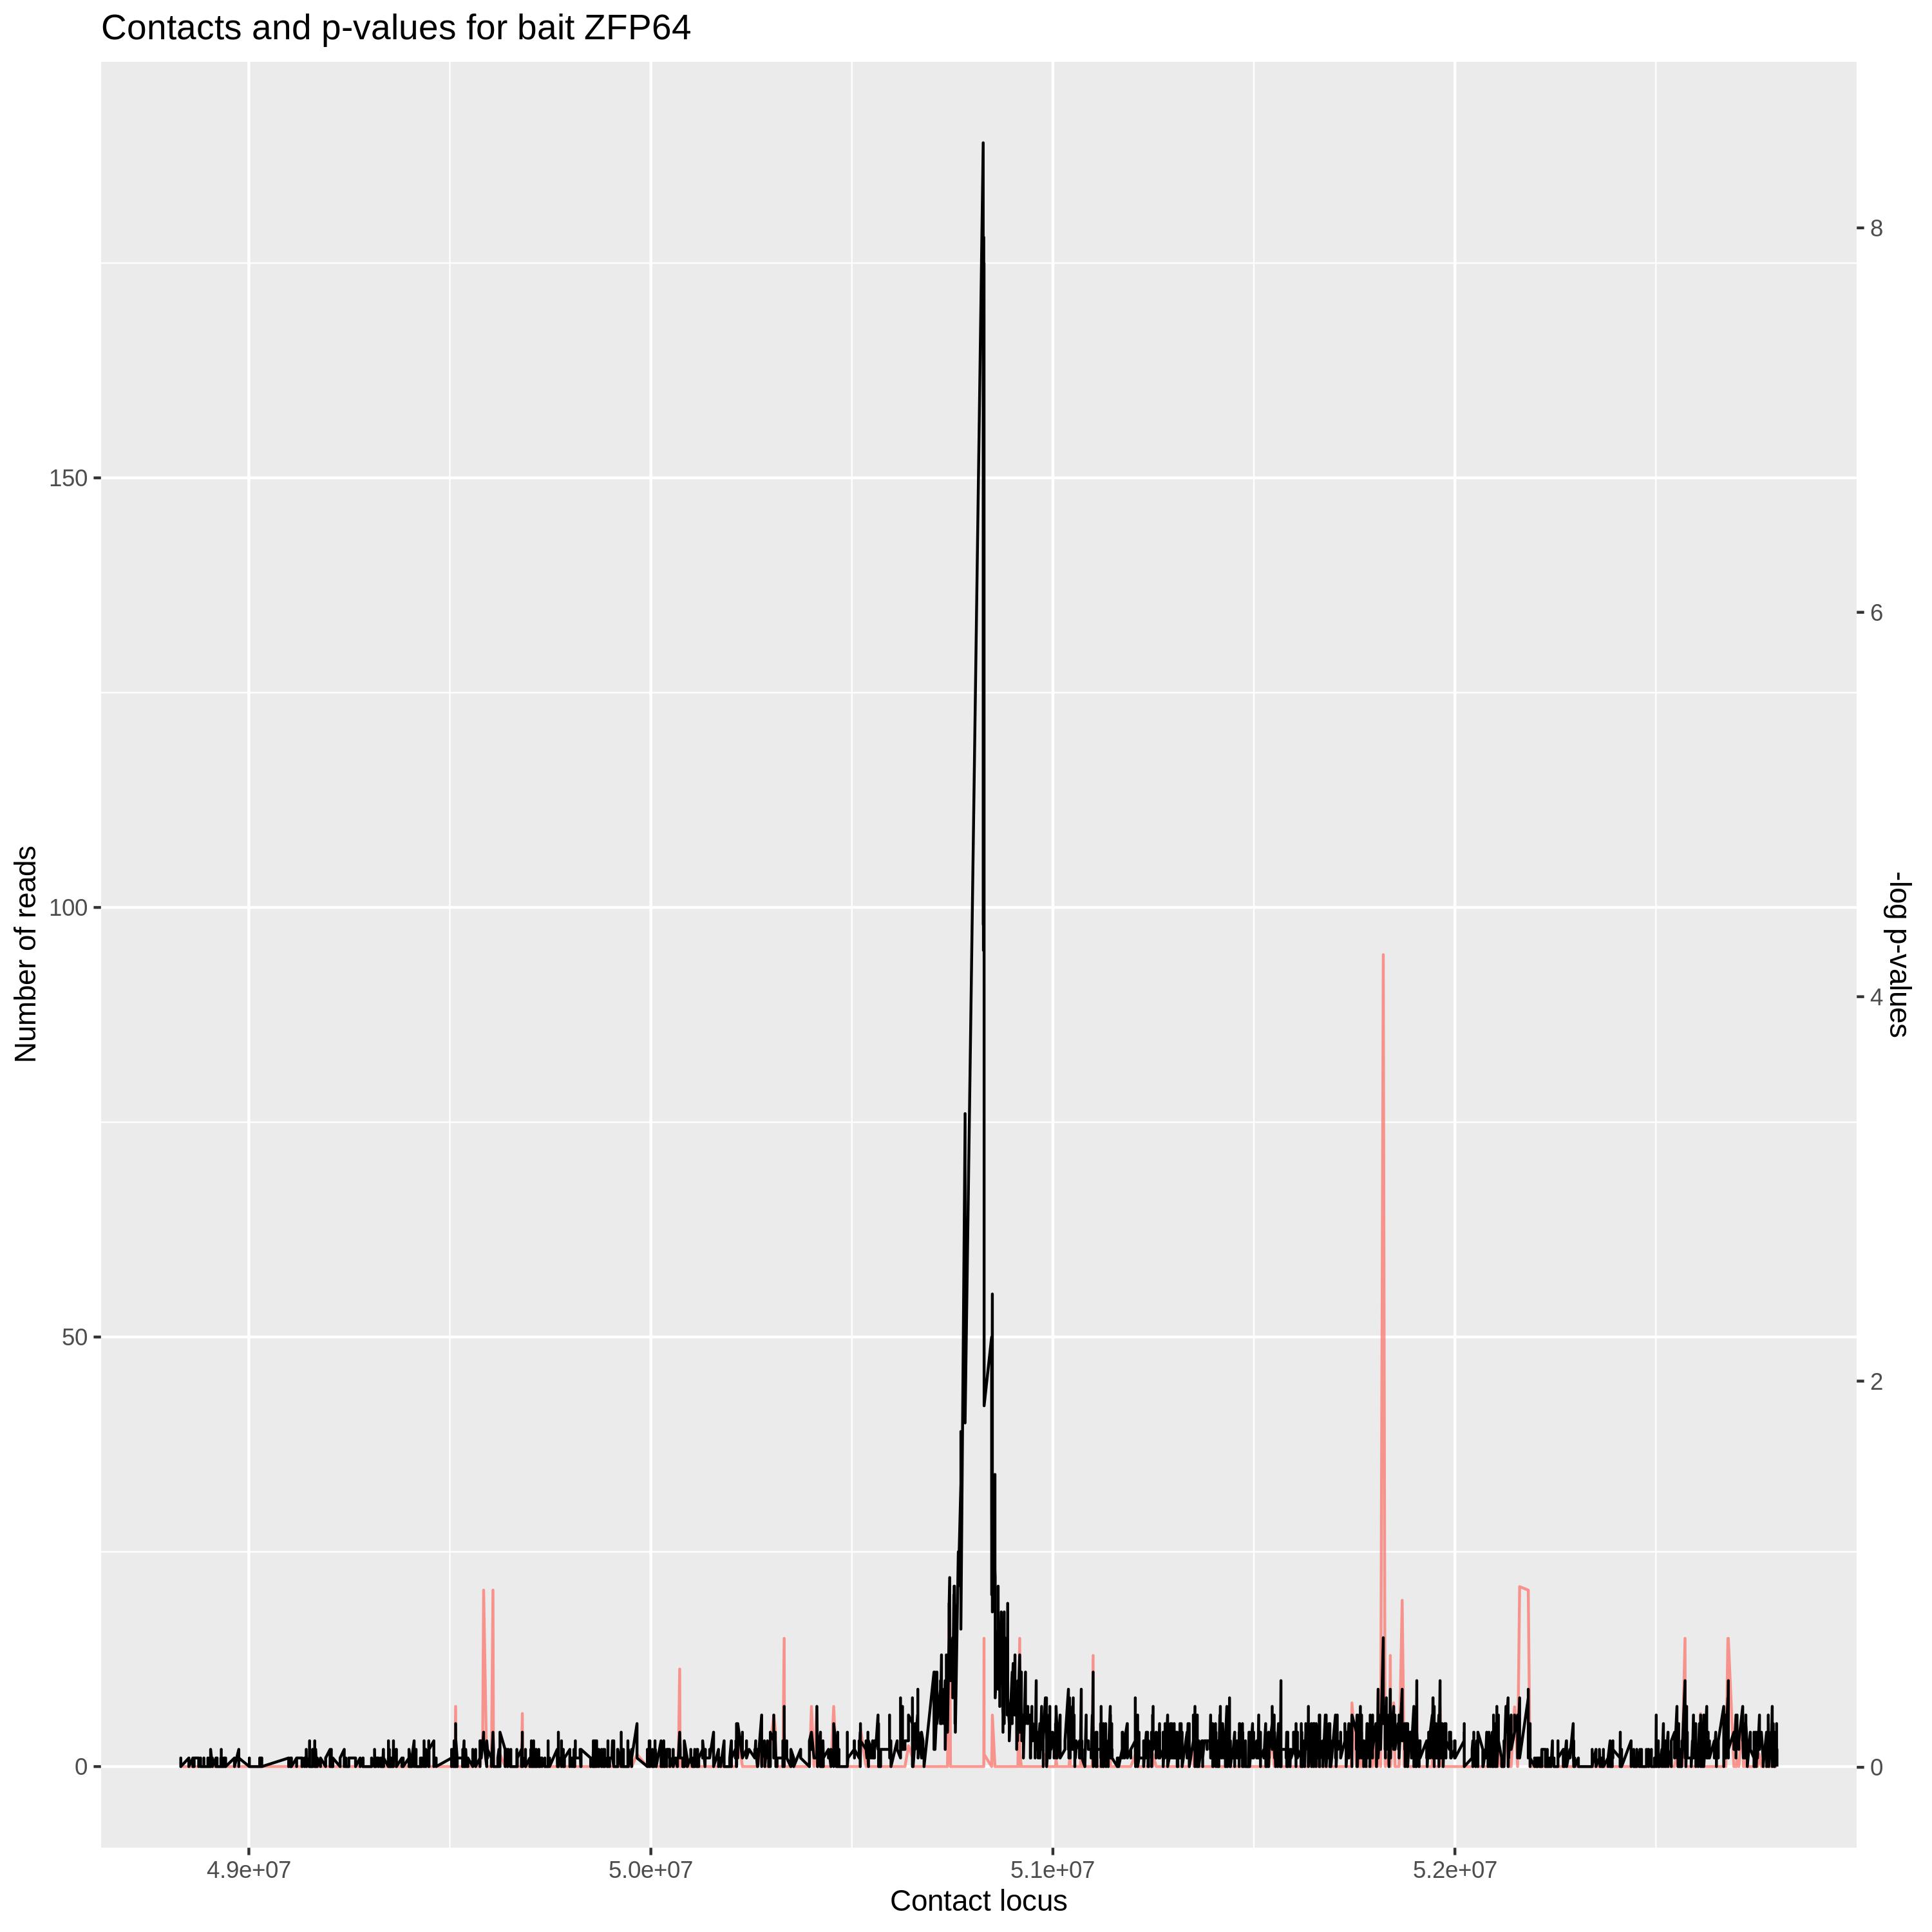 Contacts and p-values for bait ZFP64
Number of reads
150
100
50
0
8
6
4
2
0
-log p-values
4.9e+07
5.0e+07
5.1e+07
5.2e+07
Contact locus